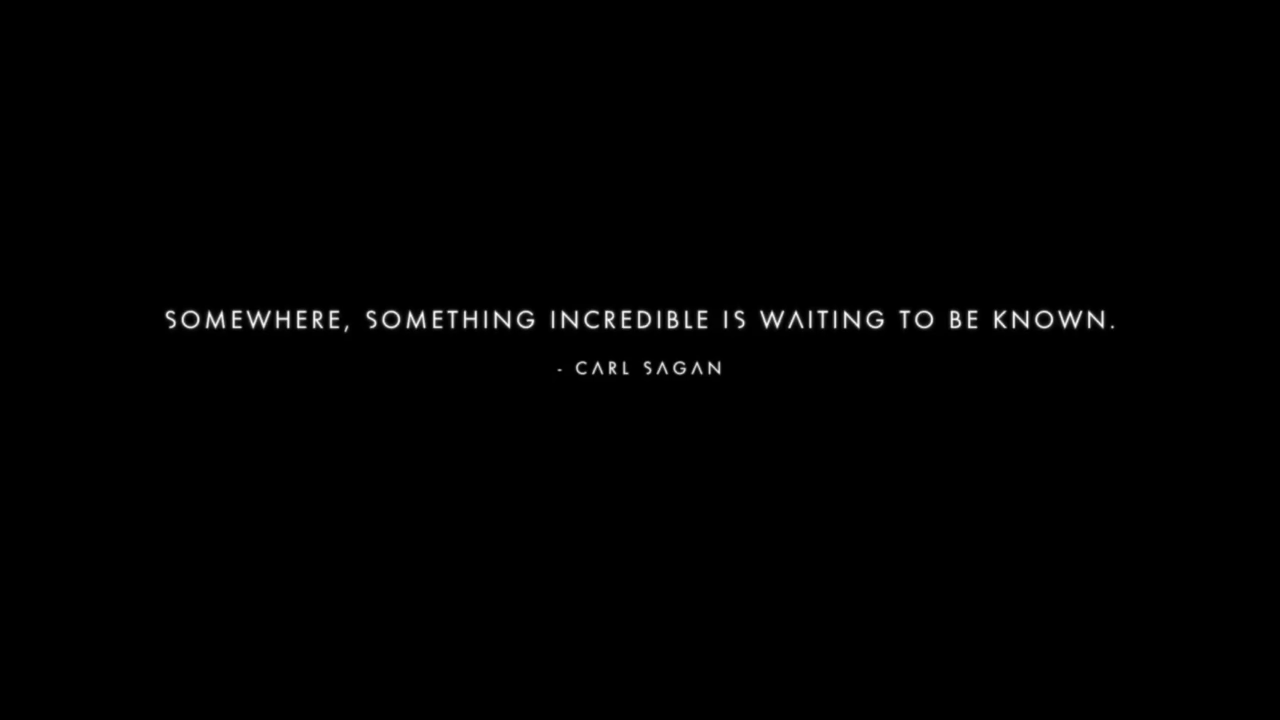 SOMEWHERE, SOMETHING INCREDIBLE IS WAITING TO BE KNOWN.
- CARL SAGAN